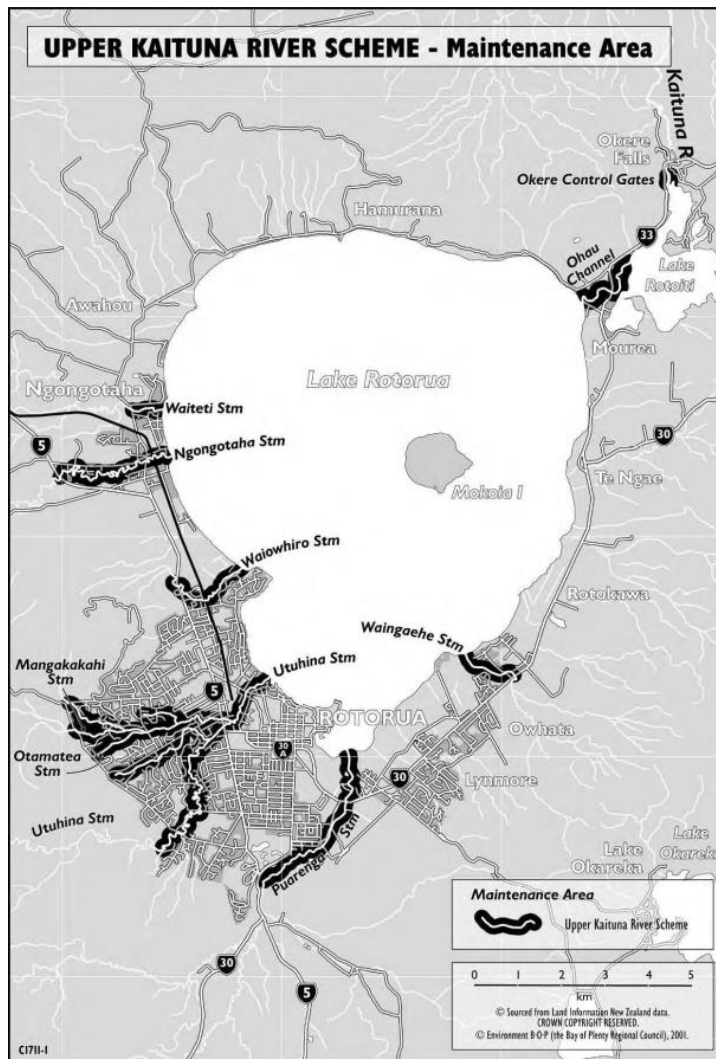 UPPER KAITUNA RIVER SCHEME - Maintenance Area
Kaituna R
Okere
Falls
Okere Control Gates
Hamurana
33
Ohau
Channel
Lake
Rotoiti
Awahou
Mourea
Ngongotaha
Lake Rotorua
Waiteti Stm
5
Ngongotaha Stm
30
Te Ngae
Mokoia I
Waiowhiro Stm
Rotokawa
Waingaehe Stm
Mangakakahi
Stm
Utuhina Stm
5
ROTORUA
Owhata
30
A
Otamatea
Stm
30
Lynmore
Utuhina Stm
Puarenga Stm
Lake
Okareka
Lake
Okareka
Maintenance Area
Upper Kaituna River Scheme
30
5
0 1 2 3 4 5
km
© Sourced from Land Information New Zealand data.
CROWN COPYRIGHT RESERVED.
© Environment B·O·P (the Bay of Plenty Regional Council), 2001.
C1711-1